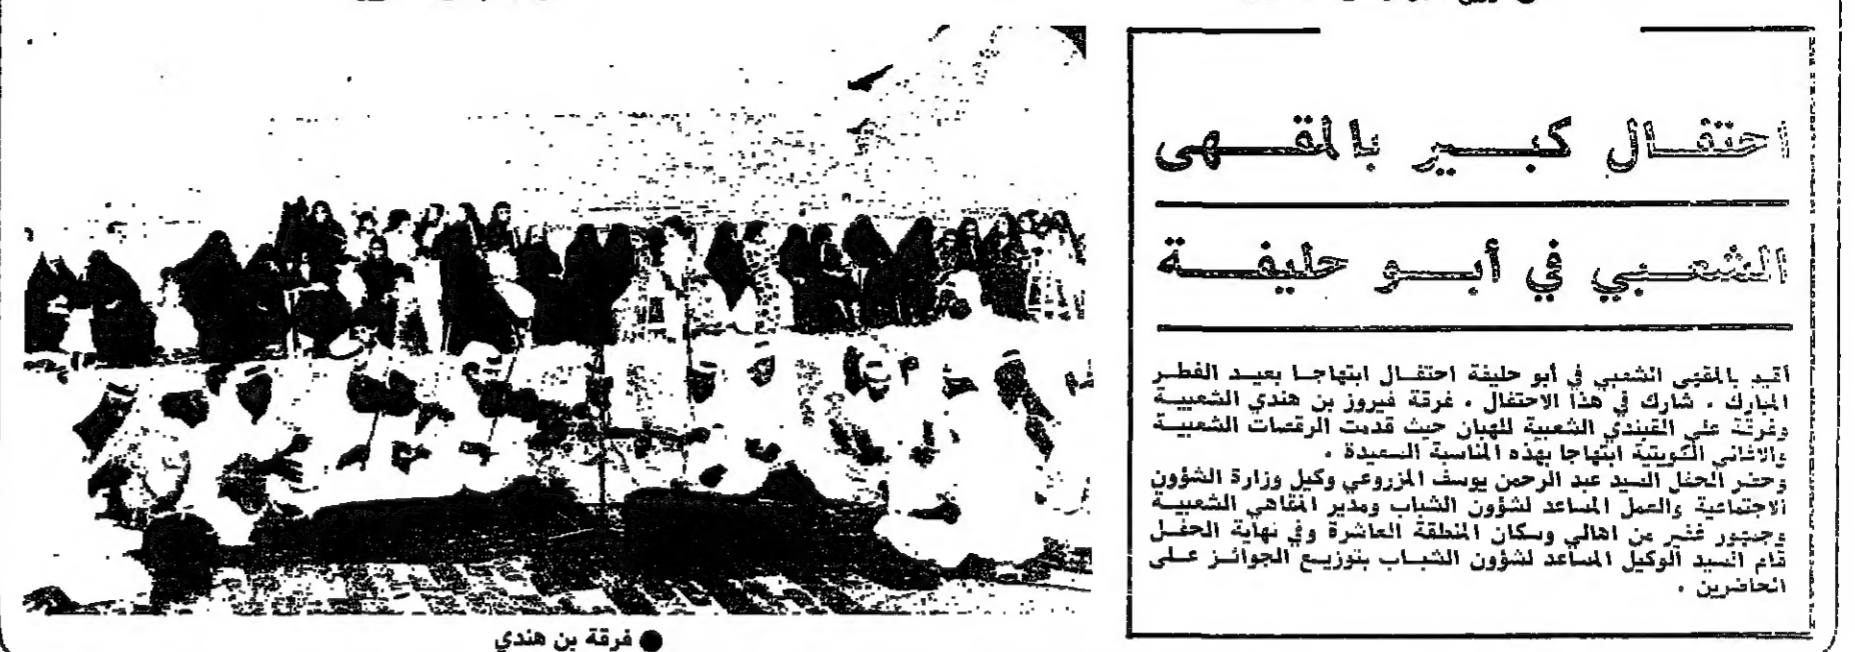 احتفال كبير بالمقهى
الشعبي في أبو حليفة
أقيم بالمقهى الشعبي في أبو حليفة احتفال ابتهاجا بعيد الفطر
المبارك . شارك في هذا الاحتفال . فرقة فيروز بن هندي الشعبية
وفرقة علي القبندي الشعبية للهبان حيث قدمت الرقصات الشعبية
والاغاني الكويتية ابتهاجا بهذه المناسبة السعيدة .
وحضر الحفل السيد عبد الرحمن يوسف المزروعي وكيل وزارة الشؤون
الاجتماعية والعمل المساعد لشؤون الشباب ومدير المقاهي الشعبية
وجمهور غفير من اهالي وسكان المنطقة العاشرة وفي نهاية الحفل
قام السيد الوكيل المساعد لشؤون الشباب بتوزيع الجوائز على
الحاضرين .
● فرقة بن هندي